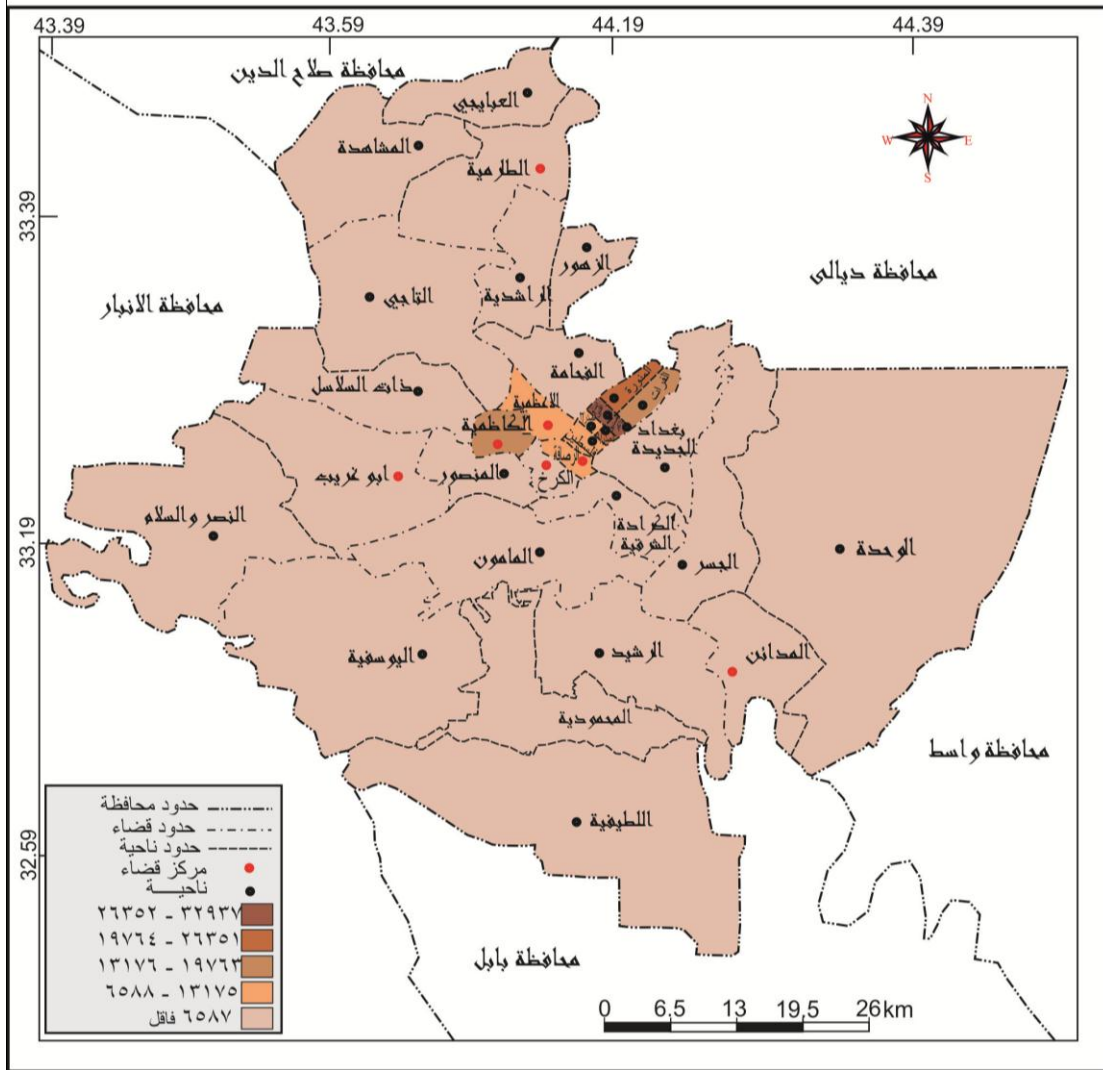 43.39
43.59
44.19
44.39
33.39
33.19
32.59
N
W
E
S
محافظة صلاح الدين
محافظة ديالى
محافظة الانبار
محافظة واسط
محافظة بابل
العبايجي
المشاهدة
الطارمية
الزهور
الراشدية
التاجي
الفحامة
ذات السلاسل
الاعظمية
الكاظمية
بغداد
الجديدة
المنصور
الكرخ
ابو غريب
النصر والسلام
الكرادة
الشرقية
المامون
الجسر
الوحدة
اليوسفية
الرشيد
المدائن
المحمودية
اللطيفية
حدود محافظة
حدود قضاء
حدود ناحية
مركز قضاء
ناحيـــة
٢٦٣٥٢ - ٣٢٩٣٧
١٩٧٦٤ - ٢٦٣٥١
١٣١٧٦ - ١٩٧٦٣
٦٥٨٨ - ١٣١٧٥
٦٥٨٧ فاقل
0 6.5 13 19.5 26km